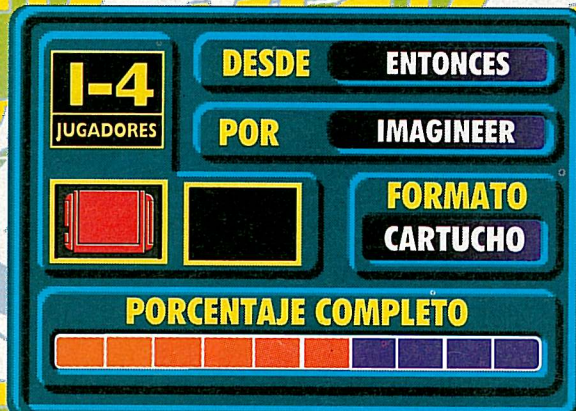 1-4
JUGADORES
DESDE ENTONCES
POR IMAGINEER
FORMATO
CARTUCHO
PORCENTAJE COMPLETO